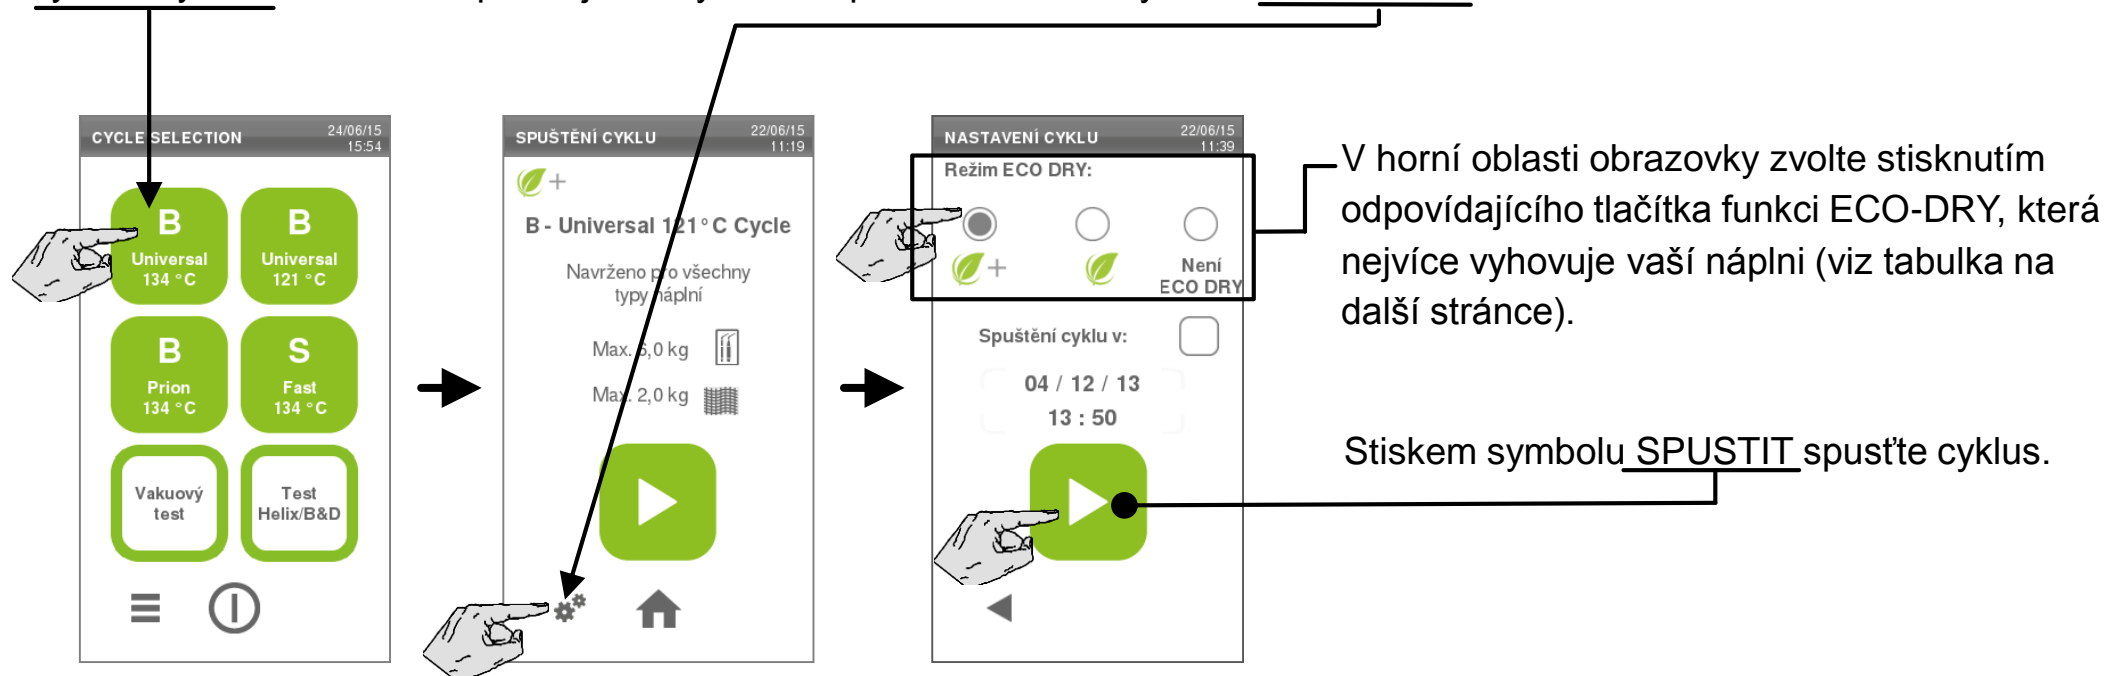 CYCLE SELECTION
24/06/15
15:54
B
Universal
134 °C
B
Universal
121 °C
B
Prion
134 °C
S
Fast
134 °C
Vakuový
test
Test
Helix/B&D
SPUŠTĚNÍ CYKLU
22/06/15
11:19
+
B - Universal 121°C Cycle
Navrženo pro všechny
typy náplní
Max. 6,0 kg
Max. 2,0 kg
NASTAVENÍ CYKLU
22/06/15
11:39
Režim ECO DRY:
+
Není
ECO DRY
Spuštění cyklu v:
04 / 12 / 13
13 : 50
V horní oblasti obrazovky zvolte stisknutím
odpovídajícího tlačítka funkci ECO-DRY, která
nejvíce vyhovuje vaší náplni (viz tabulka na
další stránce).
Stiskem symbolu SPUSTIT spusťte cyklus.